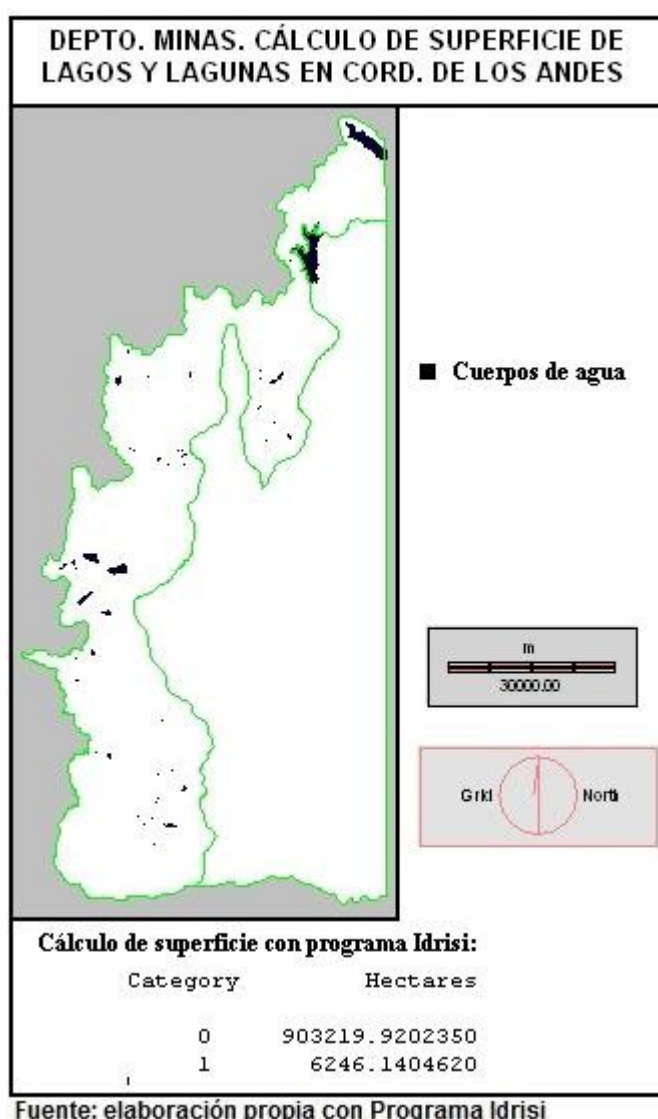 DEPTO. MINAS. CÁLCULO DE SUPERFICIE DE
LAGOS Y LAGUNAS EN CORD. DE LOS ANDES
Cuerpos de agua
m
30000.00
Grid
North
Cálculo de superficie con programa Idrisi:
Category Hectares
0 903219.9202350
1 6246.1404620
Fuente: elaboración propia con Programa Idrisi